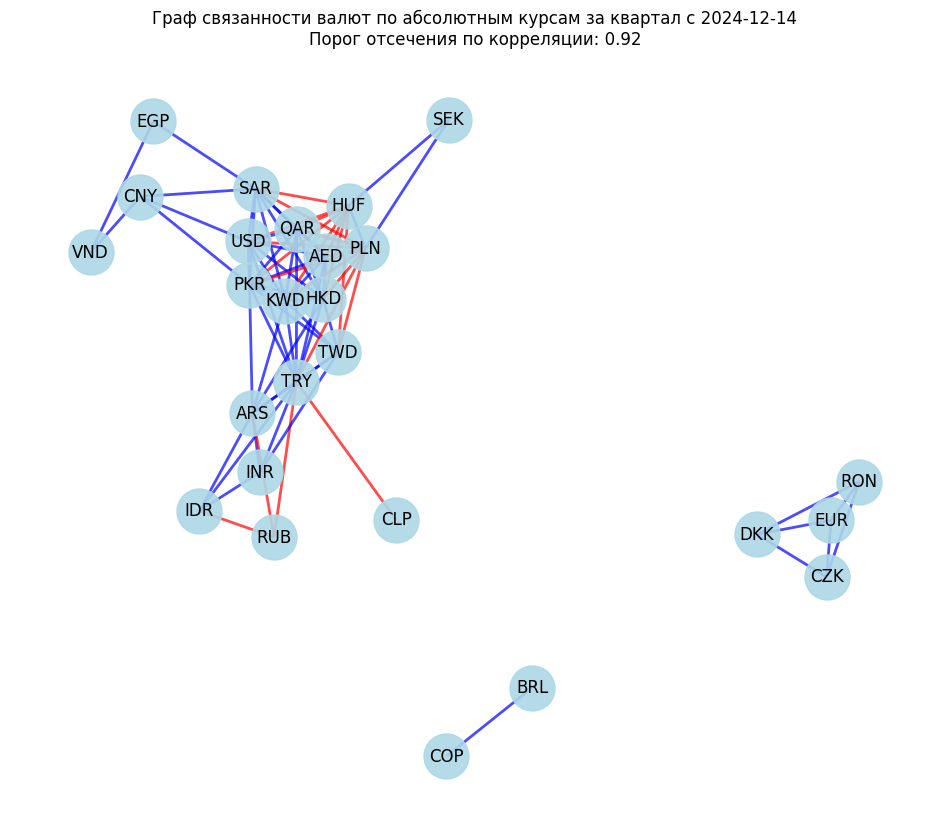 Граф связанности валют по абсолютным курсам за квартал с 2024-12-14
Порог отсечения по корреляции: 0.92
EGP
SEK
CNY
SAR
HUF
QAR
VND
USD
AED
PLN
PKR
KWD
HKD
TWD
TRY
ARS
INR
IDR
RUB
CLP
RON
EUR
DKK
CZK
BRL
COP